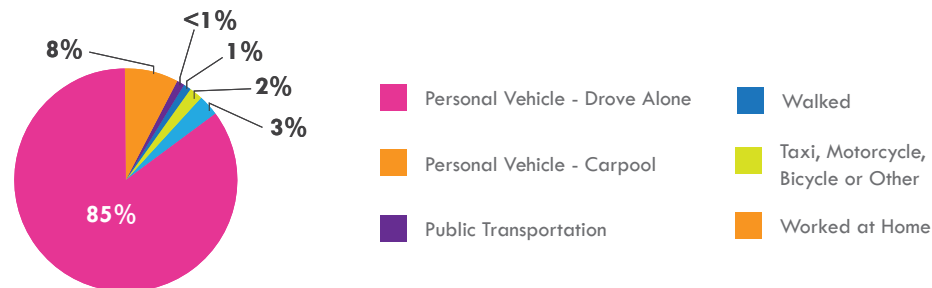 <1%
8%
1%
2%
3%
85%
Personal Vehicle - Drove Alone
Personal Vehicle - Carpool
Public Transportation
Walked
Taxi, Motorcycle,
Bicycle or Other
Worked at Home